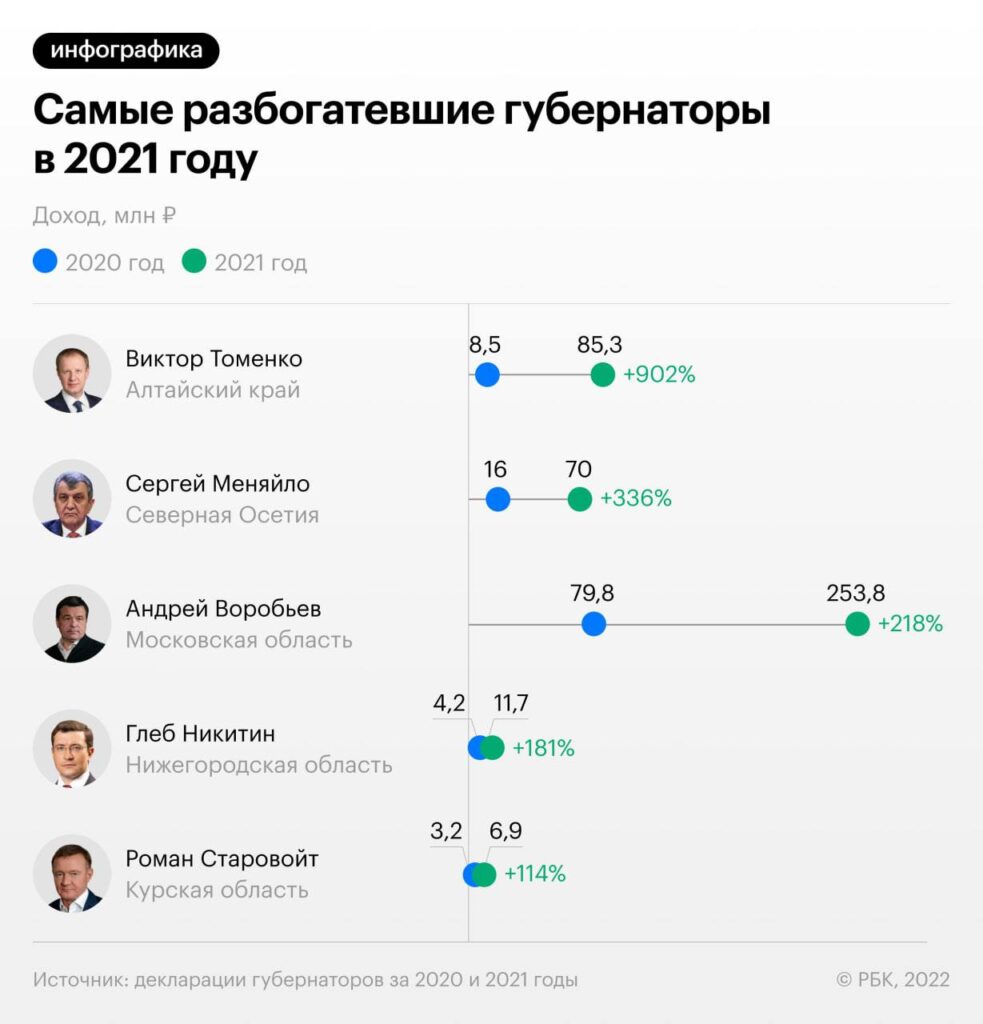 инфографика
Самые разбогатевшие губернаторы
в 2021 году
Доход, млн ₽
2020 год 2021 год
Виктор Томенко
Алтайский край
8,5 85,3
+902%
Сергей Меняйло
Северная Осетия
16 70
+336%
Андрей Воробьев
Московская область
79,8 253,8
+218%
Глеб Никитин
Нижегородская область
4,2 11,7
+181%
Роман Старовойт
Курская область
3,2 6,9
+114%
Источник: декларации губернаторов за 2020 и 2021 годы
© РБК, 2022